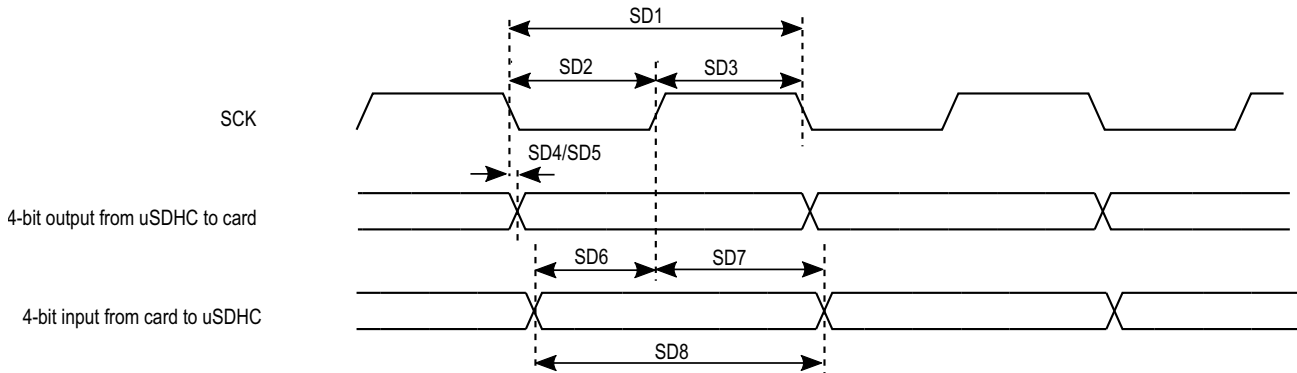 SD1
SD2 SD3
SCK
SD4/SD5
4-bit output from uSDHC to card
SD6 SD7
4-bit input from card to uSDHC
SD8